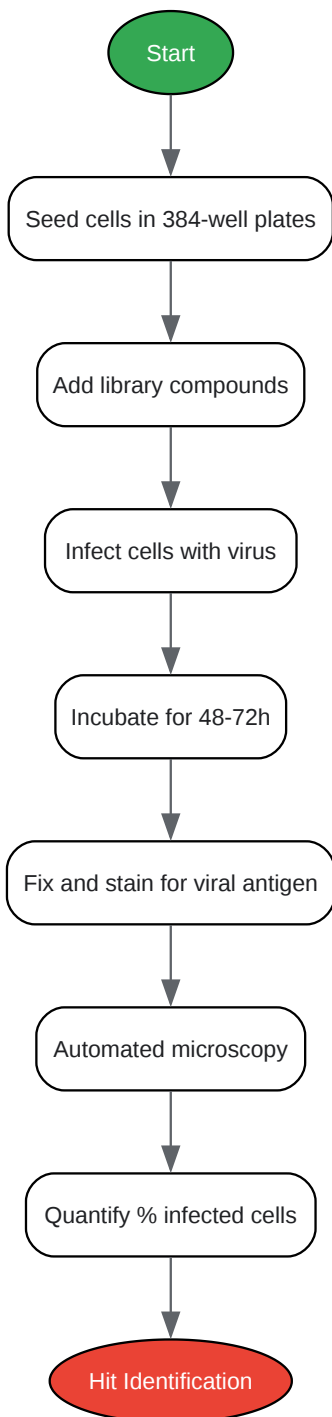 Start
Seed cells in 384-well plates
Add library compounds
Infect cells with virus
Incubate for 48-72h
Fix and stain for viral antigen
Automated microscopy
Quantify % infected cells
Hit Identification